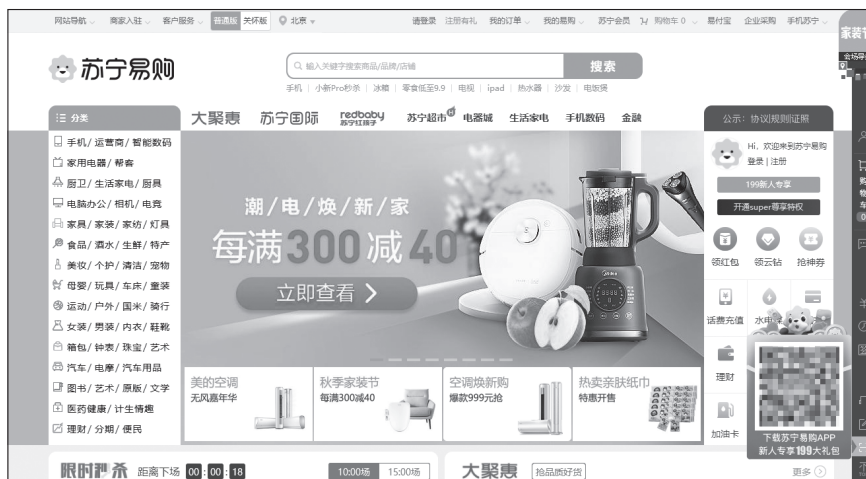 网站导航 商家入驻 客户服务 普通版 关怀版 北京 请登录 注册有礼 我的订单 我的易购 苏宁会员 购物车 0 易付宝 企业采购 手机苏宁
家装节
会场导
苏宁易购
输入关键字搜索商品/品牌/店铺 搜索
手机 | 小新Pro秒杀 | 冰箱 | 零食低至9.9 | 电视 | ipad | 热水器 | 沙发 | 电饭煲
分类 大聚惠 苏宁国际 redbaby 苏宁红孩子 苏宁超市 电器城 生活家电 手机数码 金融 公示：协议|规则|证照
手机/运营商/智能数码
家用电器/帮客
厨卫/生活家电/厨具
电脑办公/相机/电竞
家具/家装/家纺/灯具
食品/酒水/生鲜/特产
美妆/个护/清洁/宠物
母婴/玩具/车床/童装
运动/户外/国米/骑行
女装/男装/内衣/鞋靴
箱包/钟表/珠宝/艺术
汽车/电摩/汽车用品
图书/艺术/原版/文学
医药健康/计生情趣
理财/分期/便民
潮/电/焕/新/家
每满300减40
立即查看
Midea
8888
美的空调
无风嘉年华
秋季家装节
每满300减40
空调焕新购
爆款999元抢
热卖亲肤纸巾
特惠开售
Hi，欢迎来到苏宁易购
登录 | 注册
199新人专享
开通super尊享特权
领红包 领云钻 抢神券
话费充值 水电煤
理财
加油卡
下载苏宁易购APP
新人专享199大礼包
购物车
0
限时秒杀 距离下场 00:00:18 10:00场 15:00场
大聚惠 抢品质好货 更多